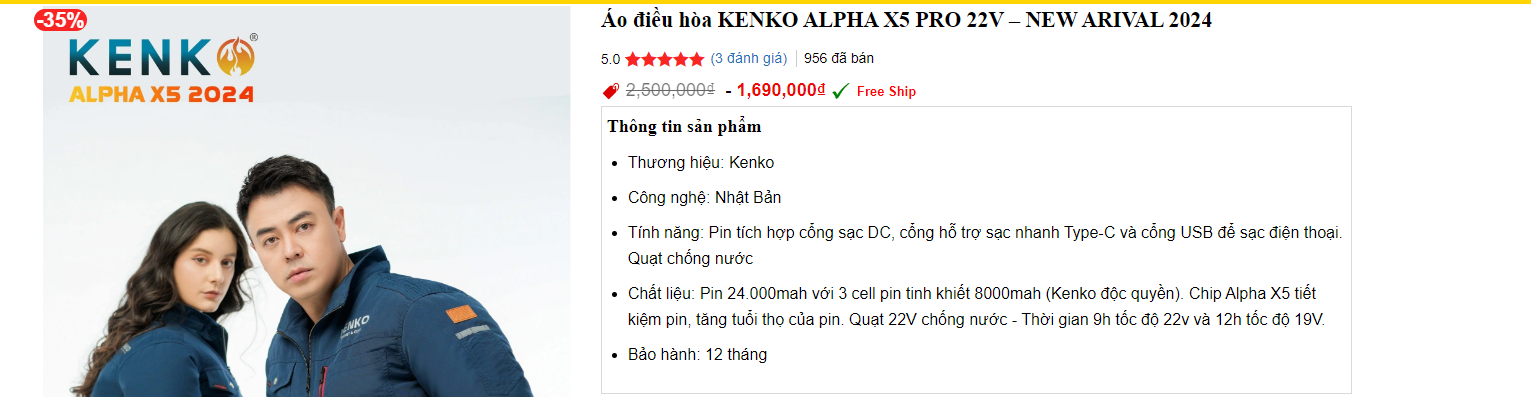 -35%
KENKO®
ALPHA X5 2024
KENKO
Áo điều hòa KENKO ALPHA X5 PRO 22V – NEW ARIVAL 2024
5.0 (3 đánh giá) 956 đã bán
2,500,000₫ - 1,690,000₫ Free Ship
Thông tin sản phẩm
Thương hiệu: Kenko
Công nghệ: Nhật Bản
Tính năng: Pin tích hợp cổng sạc DC, cổng hỗ trợ sạc nhanh Type-C và cổng USB để sạc điện thoại.
Quạt chống nước
Chất liệu: Pin 24.000mah với 3 cell pin tinh khiết 8000mah (Kenko độc quyền). Chip Alpha X5 tiết
kiệm pin, tăng tuổi thọ của pin. Quạt 22V chống nước - Thời gian 9h tốc độ 22v và 12h tốc độ 19V.
Bảo hành: 12 tháng